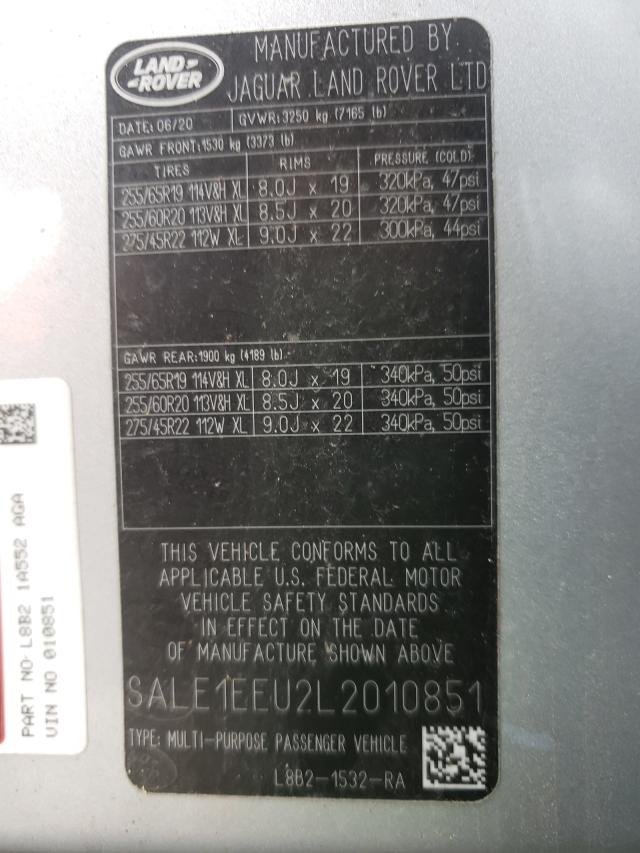 LAND
ROVER
MANUFACTURED BY
JAGUAR LAND ROVER LTD
DATE: 06/20 GVWR: 3250 kg (7165 lb)
GAWR FRONT: 1530 kg (3373 lb)
TIRES RIMS PRESSURE (COLD)
255/65R19 114V&H XL 8.0J x 19 320kPa, 47psi
255/60R20 113V&H XL 8.5J x 20 320kPa, 47psi
275/45R22 112W XL 9.0J x 22 300kPa, 44psi
GAWR REAR: 1900 kg (4189 lb)
255/65R19 114V&H XL 8.0J x 19 340kPa, 50psi
255/60R20 113V&H XL 8.5J x 20 340kPa, 50psi
275/45R22 112W XL 9.0J x 22 340kPa, 50psi
THIS VEHICLE CONFORMS TO ALL
APPLICABLE U.S. FEDERAL MOTOR
VEHICLE SAFETY STANDARDS
IN EFFECT ON THE DATE
OF MANUFACTURE SHOWN ABOVE
SALE1EEU2L2010851
TYPE: MULTI-PURPOSE PASSENGER VEHICLE
L8B2-1532-RA
PART NO L8B2 1A552 AGA
VIN NO 010851